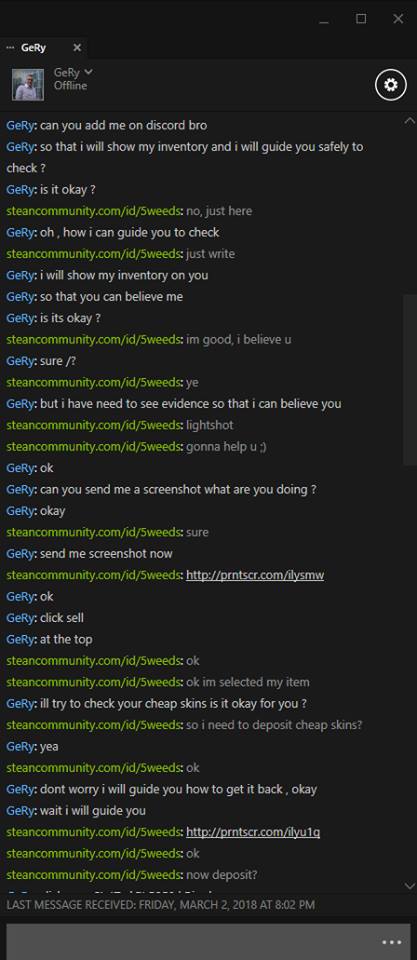 GeRy
GeRy
Offline
GeRy: can you add me on discord bro
GeRy: so that i will show my inventory and i will guide you safely to
check ?
GeRy: is it okay ?
steancommunity.com/id/5weeds: no, just here
GeRy: oh , how i can guide you to check
steancommunity.com/id/5weeds: just write
GeRy: i will show my inventory on you
GeRy: so that you can believe me
GeRy: is its okay ?
steancommunity.com/id/5weeds: im good, i believe u
GeRy: sure /?
steancommunity.com/id/5weeds: ye
GeRy: but i have need to see evidence so that i can believe you
steancommunity.com/id/5weeds: lightshot
steancommunity.com/id/5weeds: gonna help u ;)
GeRy: ok
GeRy: can you send me a screenshot what are you doing ?
GeRy: okay
steancommunity.com/id/5weeds: sure
GeRy: send me screenshot now
steancommunity.com/id/5weeds: http://prntscr.com/ilysmw
GeRy: ok
GeRy: click sell
GeRy: at the top
steancommunity.com/id/5weeds: ok
steancommunity.com/id/5weeds: ok im selected my item
GeRy: ill try to check your cheap skins is it okay for you ?
steancommunity.com/id/5weeds: so i need to deposit cheap skins?
GeRy: yea
steancommunity.com/id/5weeds: ok
GeRy: dont worry i will guide you how to get it back , okay
GeRy: wait i will guide you
steancommunity.com/id/5weeds: http://prntscr.com/ilyu1q
steancommunity.com/id/5weeds: ok
steancommunity.com/id/5weeds: now deposit?
LAST MESSAGE RECEIVED: FRIDAY, MARCH 2, 2018 AT 8:02 PM